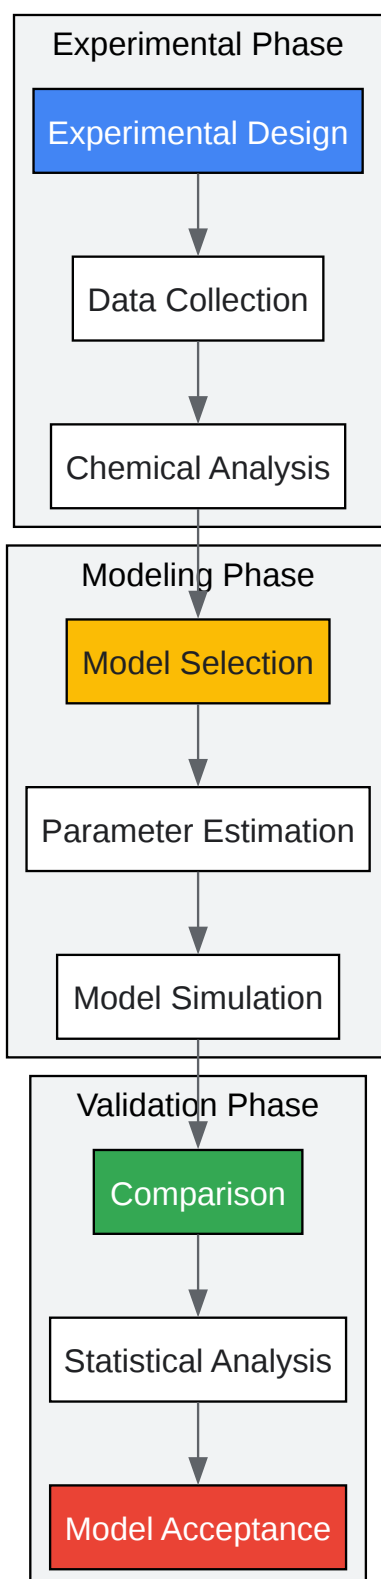 Experimental Phase
Experimental Design
Data Collection
Chemical Analysis
Modeling Phase
Model Selection
Parameter Estimation
Model Simulation
Validation Phase
Comparison
Statistical Analysis
Model Acceptance